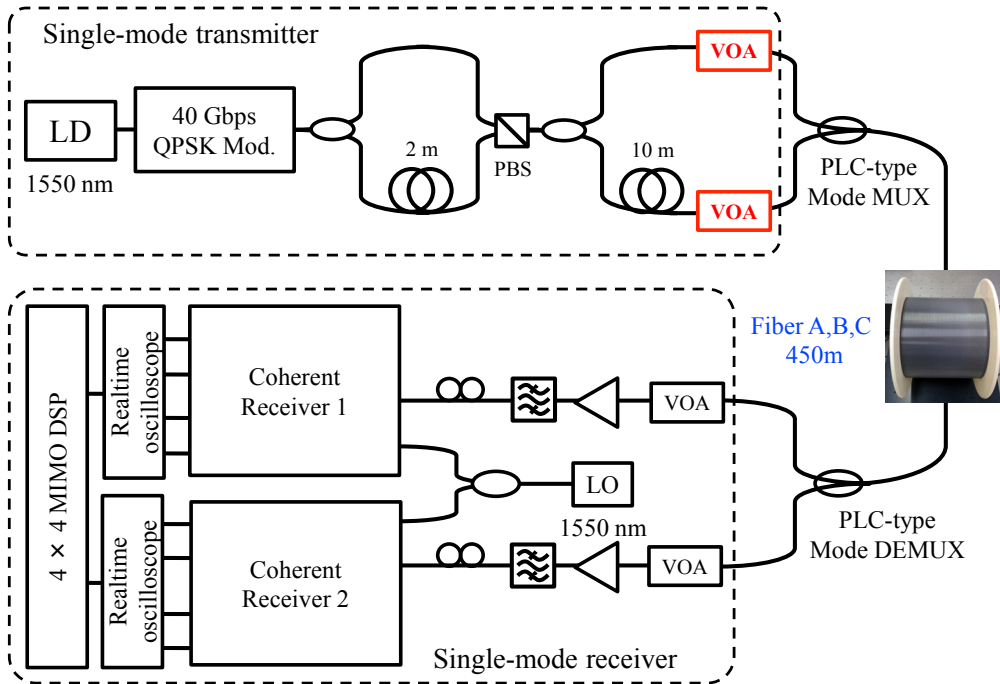 Single-mode transmitter
LD
1550 nm
40 Gbps
QPSK Mod.
2 m
PBS
10 m
VOA
VOA
PLC-type
Mode MUX
Fiber A,B,C
450m
4 × 4 MIMO DSP
Realtime
oscilloscope
Realtime
oscilloscope
Coherent
Receiver 1
Coherent
Receiver 2
VOA
LO
1550 nm
VOA
PLC-type
Mode DEMUX
Single-mode receiver